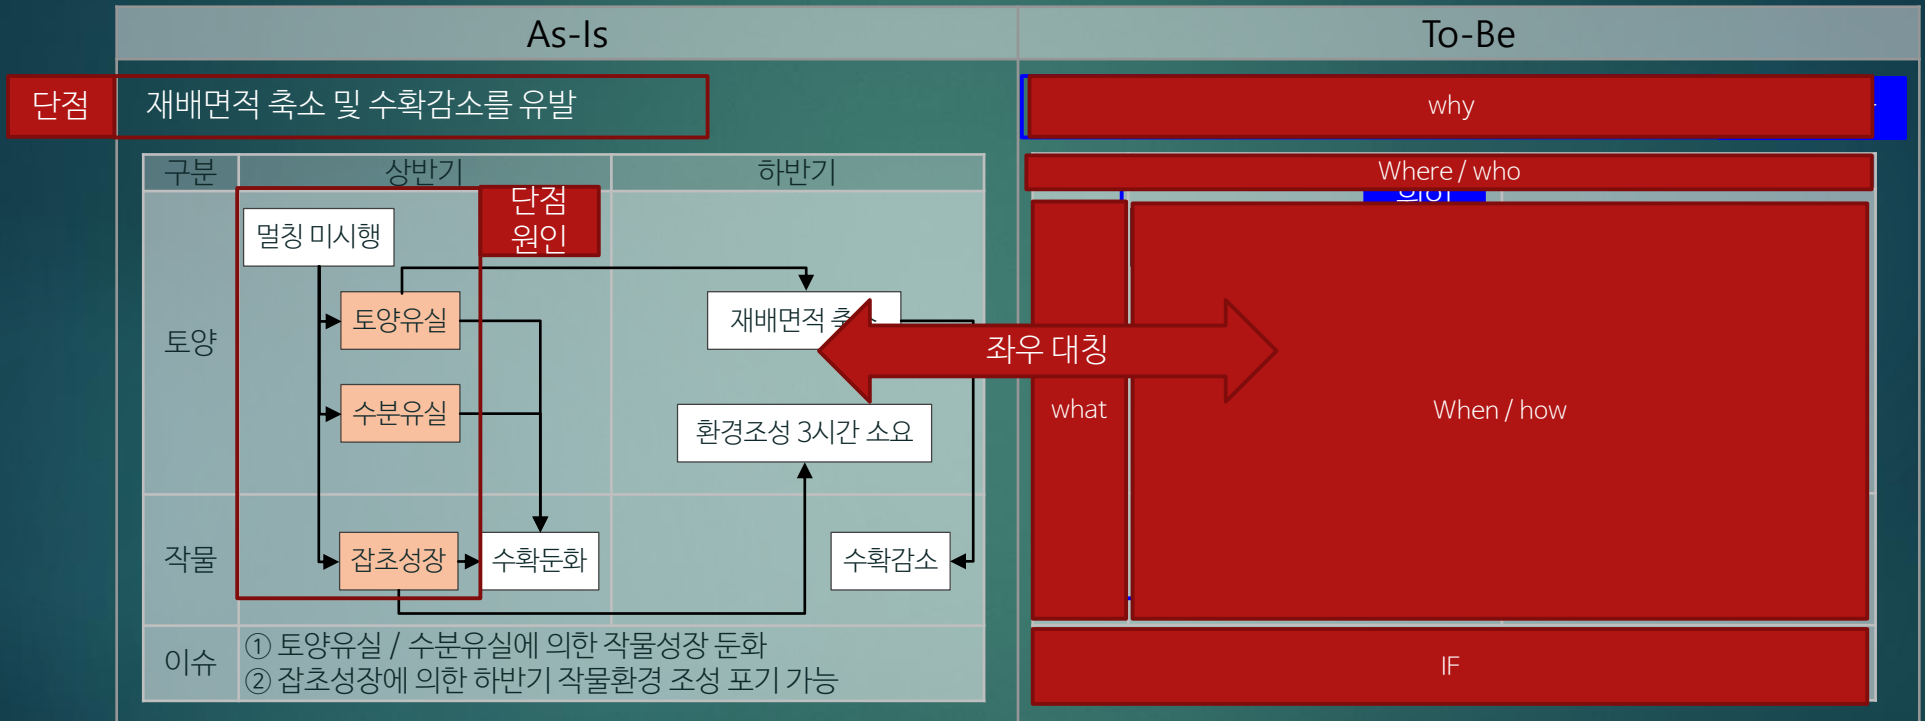 As-Is
To-Be
단점
재배면적 축소 및 수확감소를 유발
why
구분
상반기
하반기
Where / who
단점
원인
멀칭 미시행
토양유실
재배면적
토양
좌우 대칭
수분유실
환경조성 3시간 소요
what
When / how
작물
잡초성장
수확둔화
수확감소
이슈
① 토양유실 / 수분유실에 의한 작물성장 둔화
② 잡초성장에 의한 하반기 작물환경 조성 포기 가능
IF